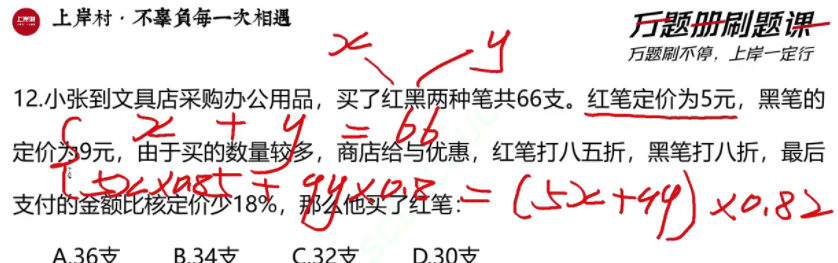 上岸村 · 不辜負每一次相遇
万题册刷题课
万题刷不停，上岸一定行
x y
12.小张到文具店采购办公用品，买了红黑两种笔共66支。红笔定价为5元，黑笔的
x + y = 66
定价为9元，由于买的数量较多，商店给与优惠，红笔打八五折，黑笔打八折，最后
5x×0.85 + 9y×0.8 = (5x+9y)×0.82
支付的金额比核定价少18%，那么他买了红笔：
A.36支 B.34支 C.32支 D.30支